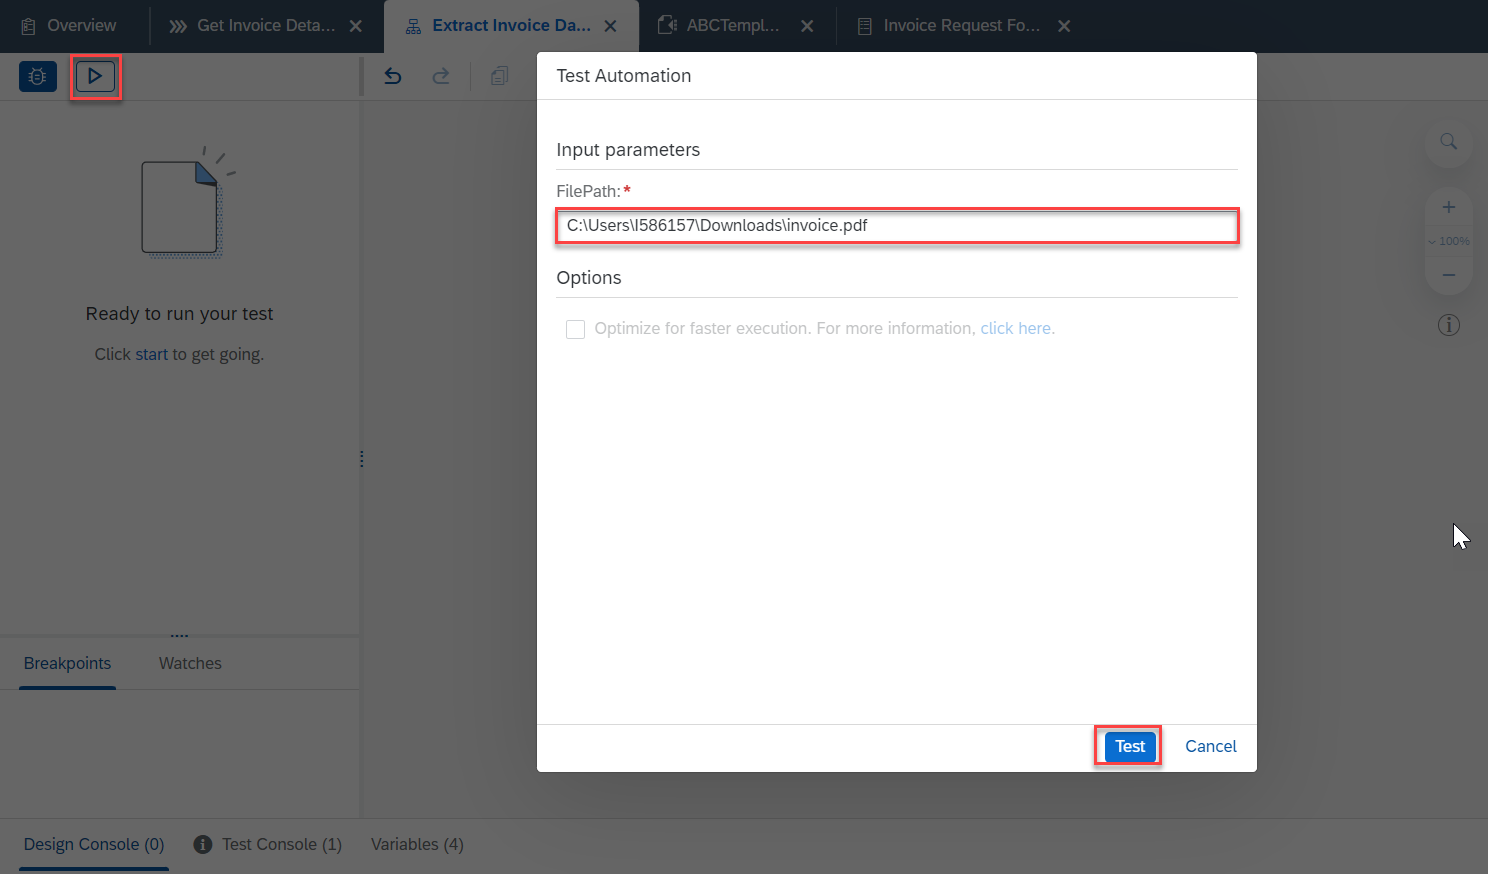 Overview
Get Invoice Deta...
Extract Invoice Da...
ABCTempl...
Invoice Request Fo...
Test Automation
Input parameters
FilePath:*
C:\Users\I586157\Downloads\invoice.pdf
Options
Optimize for faster execution. For more information, click here.
Ready to run your test
Click start to get going.
100%
Breakpoints
Watches
Test
Cancel
Design Console (0)
Test Console (1)
Variables (4)